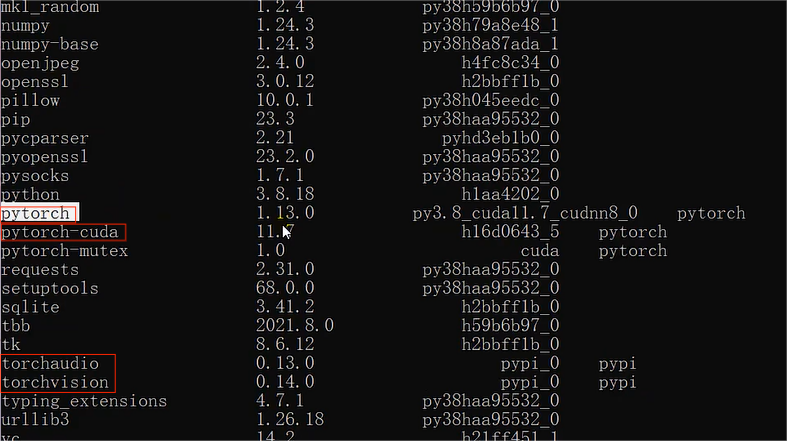 mkl_random 1.2.4 py38h59b6b97_0
numpy 1.24.3 py38h79a8e48_1
numpy-base 1.24.3 py38h8a87ada_1
openjpeg 2.4.0 h4fc8c34_0
openssl 3.0.12 h2bbff1b_0
pillow 10.0.1 py38h045eedc_0
pip 23.3 py38haa95532_0
pycparser 2.21 pyhd3eb1b0_0
pyopenssl 23.2.0 py38haa95532_0
pysocks 1.7.1 py38haa95532_0
python 3.8.18 h1aa4202_0
pytorch 1.13.0 py3.8_cuda11.7_cudnn8_0 pytorch
pytorch-cuda 11.7 h16d0643_5 pytorch
pytorch-mutex 1.0 cuda pytorch
requests 2.31.0 py38haa95532_0
setuptools 68.0.0 py38haa95532_0
sqlite 3.41.2 h2bbff1b_0
tbb 2021.8.0 h59b6b97_0
tk 8.6.12 h2bbff1b_0
torchaudio 0.13.0 pypi_0 pypi
torchvision 0.14.0 pypi_0 pypi
typing_extensions 4.7.1 py38haa95532_0
urllib3 1.26.18 py38haa95532_0
vc 14.2 h21ff451_1